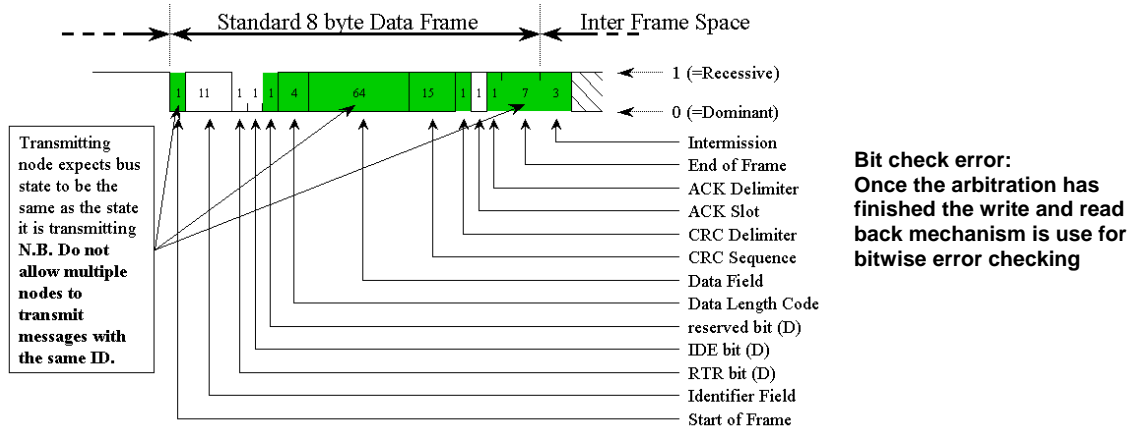 Standard 8 byte Data Frame
Inter Frame Space
1 11 1 1 1 4 64 15 1 1 1 7 3
1 (=Recessive)
0 (=Dominant)
Transmitting
node expects bus
state to be the
same as the state
it is transmitting
N.B. Do not
allow multiple
nodes to
transmit
messages with
the same ID.
Intermission
End of Frame
ACK Delimiter
ACK Slot
CRC Delimiter
CRC Sequence
Data Field
Data Length Code
reserved bit (D)
IDE bit (D)
RTR bit (D)
Identifier Field
Start of Frame
Bit check error:
Once the arbitration has
finished the write and read
back mechanism is use for
bitwise error checking